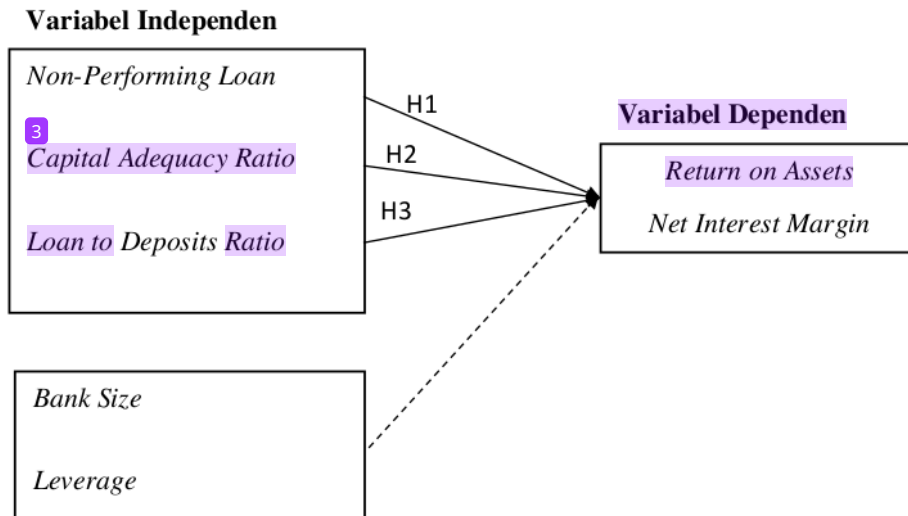 Variabel Independen
Non-Performing Loan
3
Capital Adequacy Ratio
Loan to Deposits Ratio
H1
H2
H3
Variabel Dependen
Return on Assets
Net Interest Margin
Bank Size
Leverage